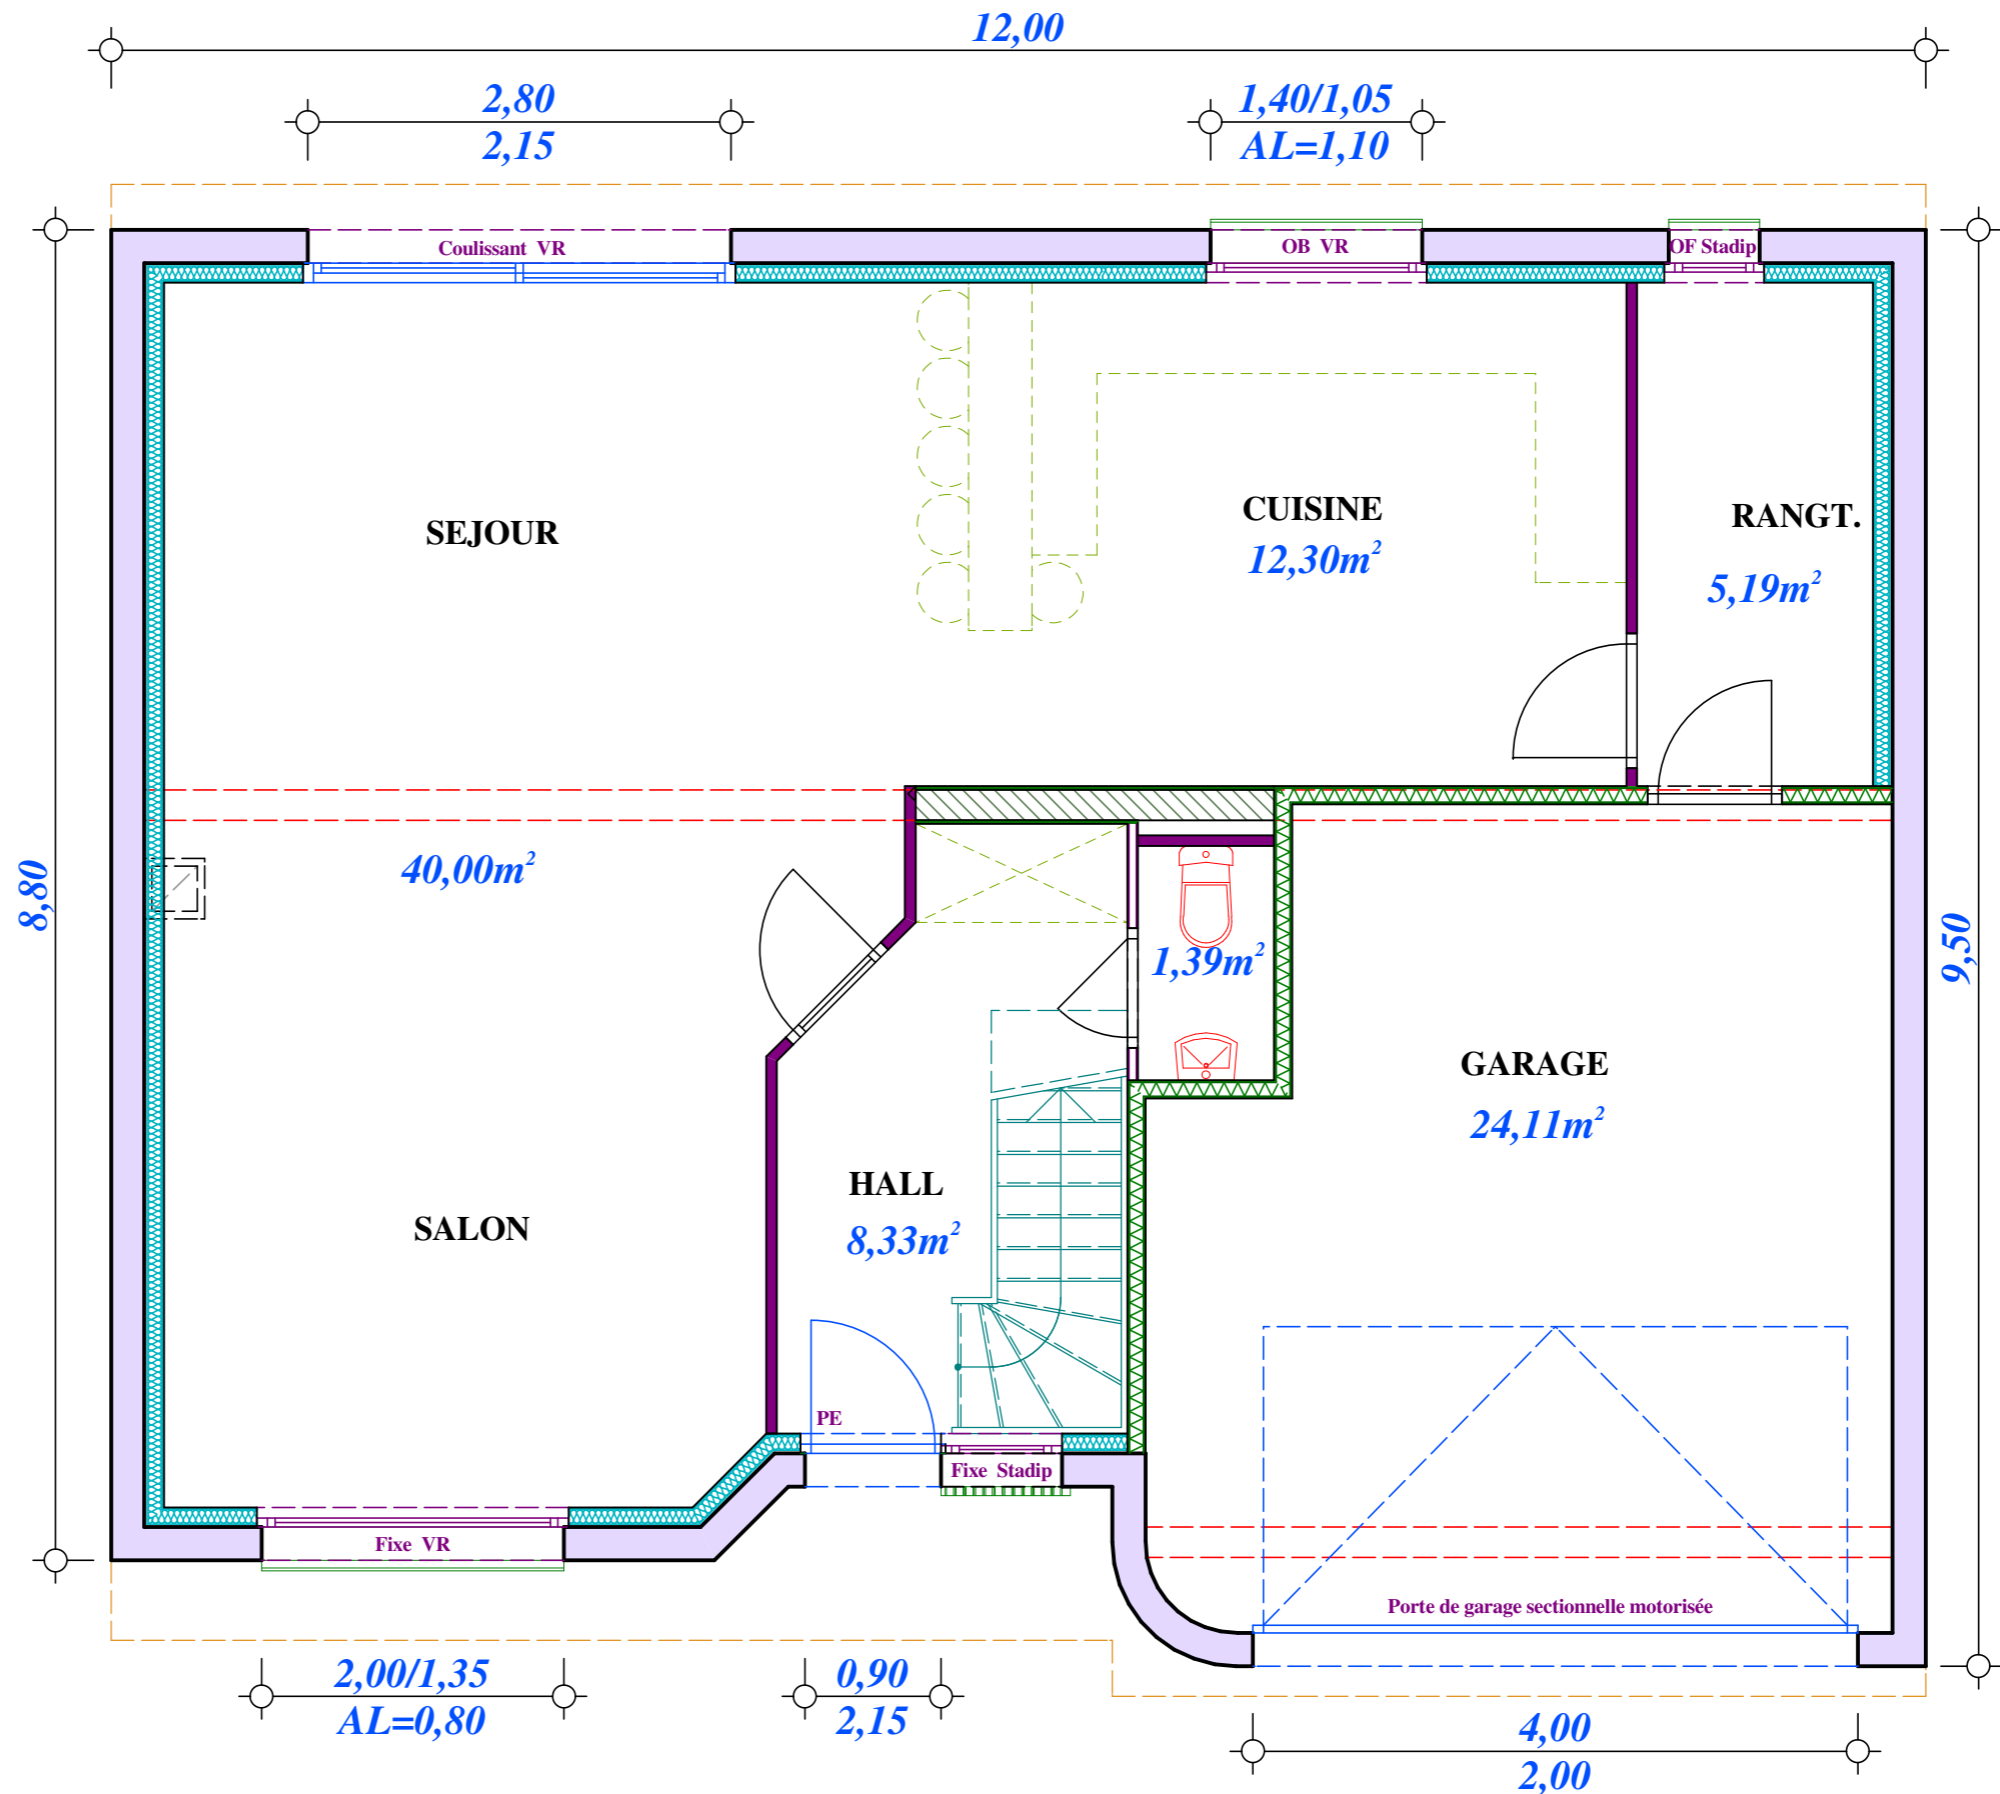 12,00
2,80
2,15
1,40/1,05
AL=1,10
Coulissant VR
OB VR
OF Stadip
SEJOUR
CUISINE
12,30m²
RANGT.
5,19m²
8,80
40,00m²
1,39m²
9,50
GARAGE
24,11m²
HALL
8,33m²
SALON
PE
Fixe Stadip
Fixe VR
Porte de garage sectionnelle motorisée
2,00/1,35
AL=0,80
0,90
2,15
4,00
2,00